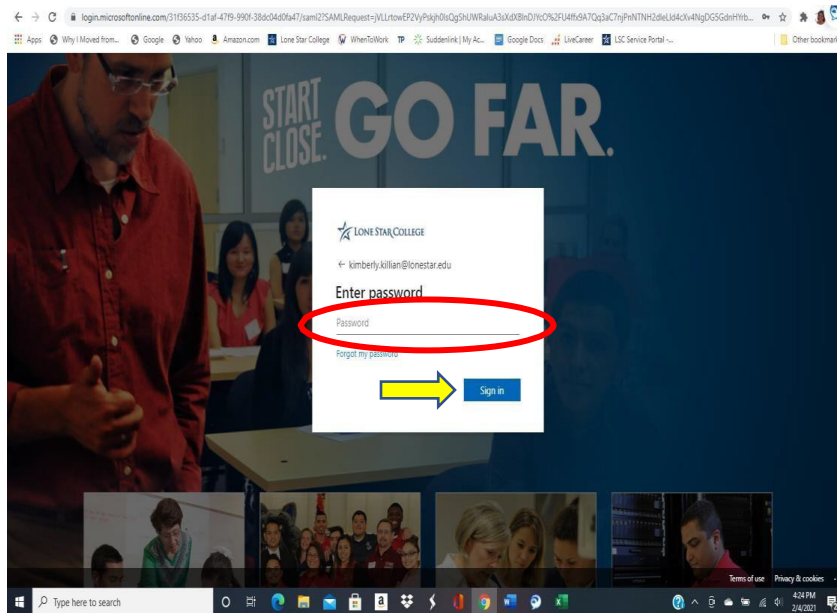 login.microsoftonline.com/31f36535-d1af-47f9-990f-38dc04d0fa47/saml2?SAMLRequest=
Apps Why I Moved from... Google Yahoo Amazon.com Lone Star College WhenToWork TP Suddenlink | My Ac... Google Docs LiveCareer LSC Service Portal -... Other bookmark
START CLOSE. GO FAR.
LONE STAR COLLEGE
← kimberly.killian@lonestar.edu
Enter password
Password
Forgot my password
Sign in
Terms of use Privacy & cookies
Type here to search
4:24 PM
2/4/2021